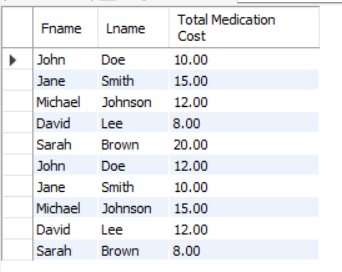 Fname Lname Total Medication
Cost
John Doe 10.00
Jane Smith 15.00
Michael Johnson 12.00
David Lee 8.00
Sarah Brown 20.00
John Doe 12.00
Jane Smith 10.00
Michael Johnson 15.00
David Lee 12.00
Sarah Brown 8.00